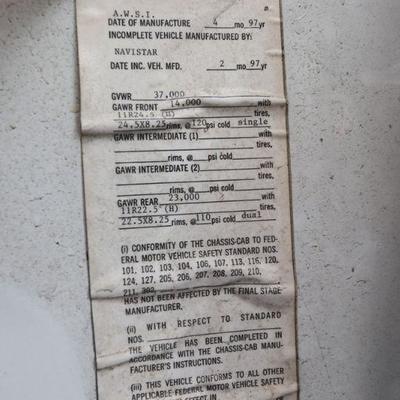 A.W.S.I.
DATE OF MANUFACTURE 4 mo 97 yr
INCOMPLETE VEHICLE MANUFACTURED BY:
NAVISTAR
DATE INC. VEH. MFD. 2 mo 97 yr
GVWR 37,000
GAWR FRONT 14,000 with
11R24.5 (H) tires,
24.5X8.25 rims, @ 120 psi cold single
GAWR INTERMEDIATE (1) with
tires,
rims, @ psi cold
GAWR INTERMEDIATE (2) with
tires,
rims, @ psi cold
GAWR REAR 23,000 with
11R22.5 (H) tires,
22.5X8.25 rims, @ 110 psi cold dual
(i) CONFORMITY OF THE CHASSIS-CAB TO FED-
ERAL MOTOR VEHICLE SAFETY STANDARD NOS.
101, 102, 103, 104, 106, 107, 113, 116, 120,
124, 127, 205, 206, 207, 208, 209, 210,
211, 302,
HAS NOT BEEN AFFECTED BY THE FINAL STAGE
MANUFACTURER.
(ii) WITH RESPECT TO STANDARD
NOS.
THE VEHICLE HAS BEEN COMPLETED IN
ACCORDANCE WITH THE CHASSIS-CAB MANU-
FACTURER'S INSTRUCTIONS.
(iii) THIS VEHICLE CONFORMS TO ALL OTHER
APPLICABLE FEDERAL MOTOR VEHICLE SAFETY
EFFECT IN